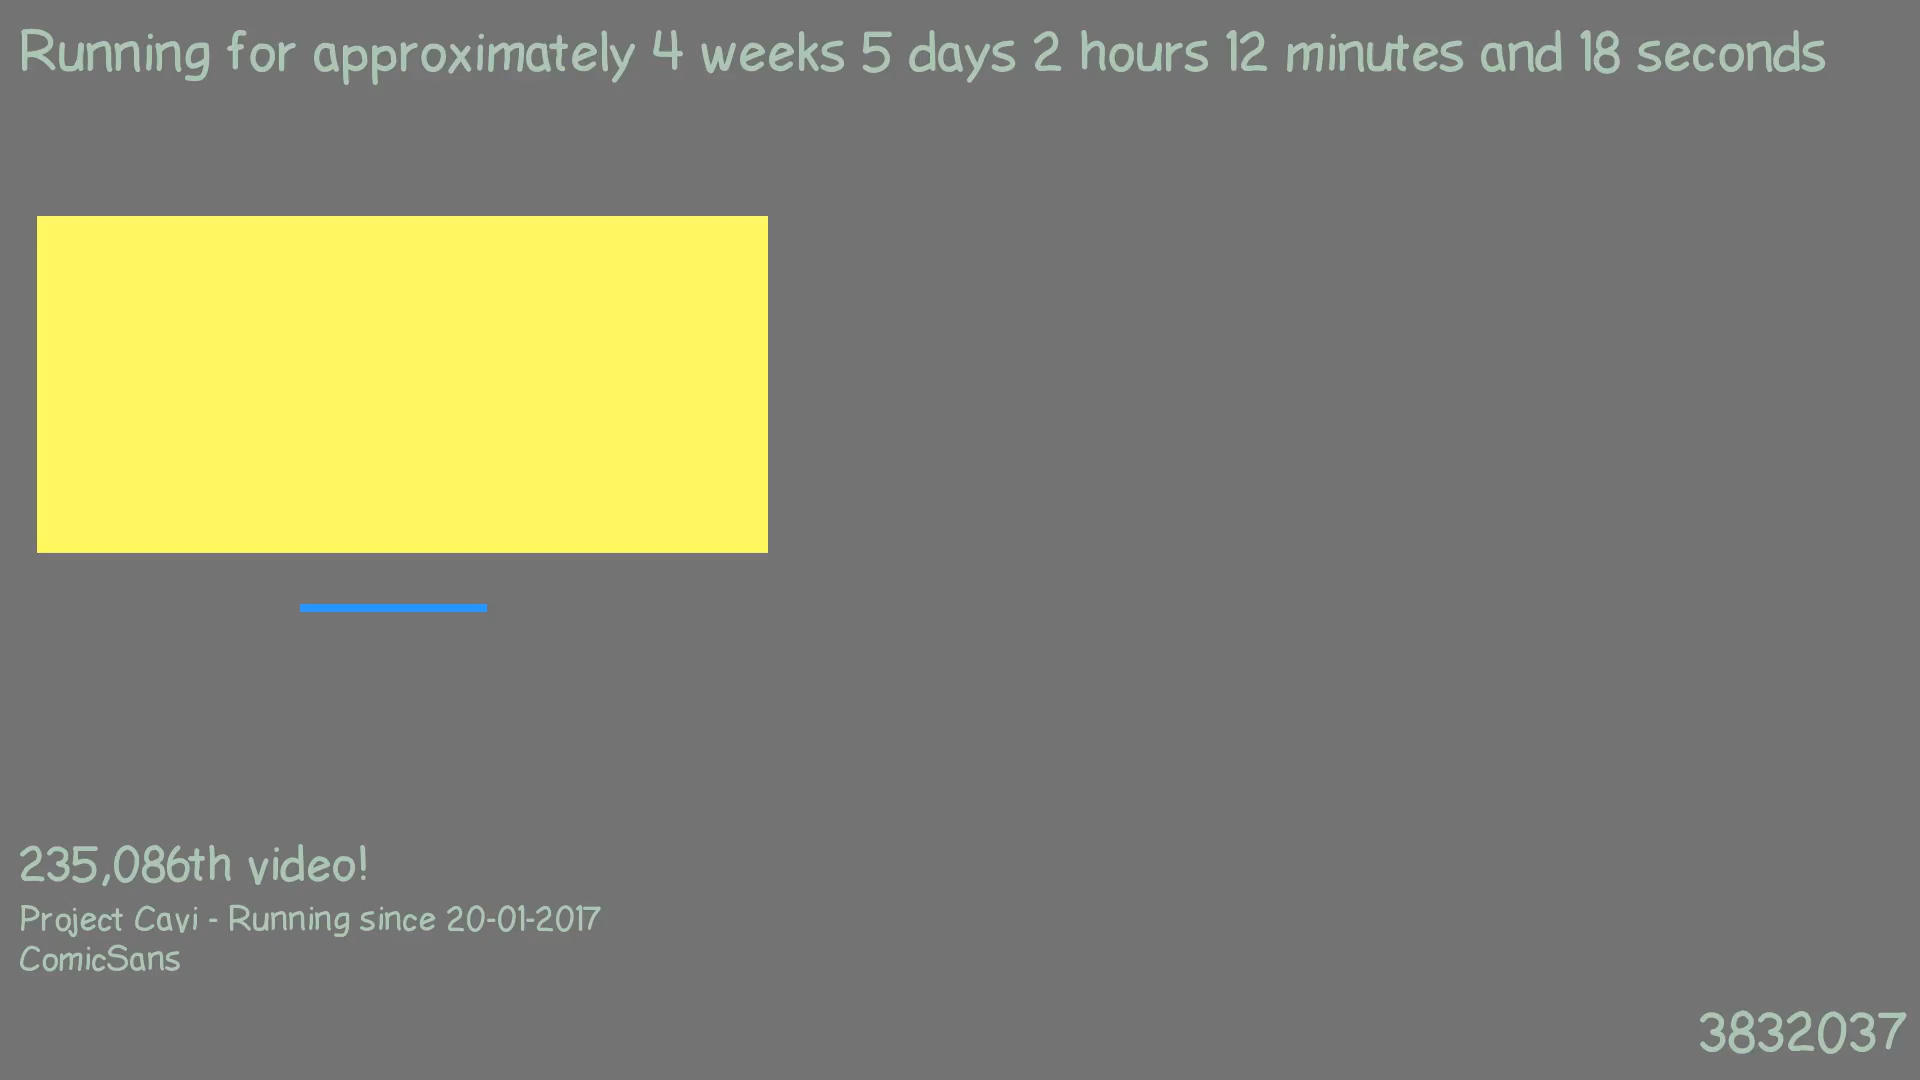 Running for approximately 4 weeks 5 days 2 hours 12 minutes and 18 seconds
235,086th video!
Project Cavi - Running since 20-01-2017
ComicSans
3832037